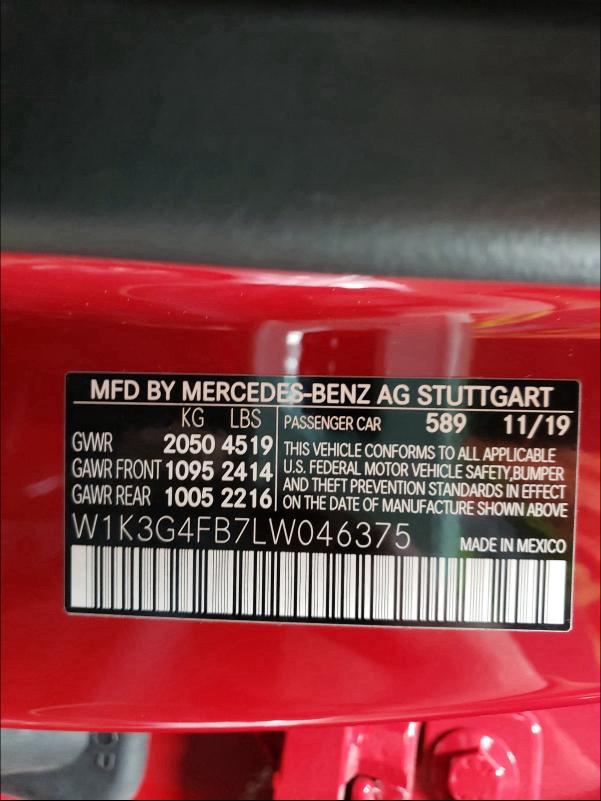 MFD BY MERCEDES-BENZ AG STUTTGART
KG LBS
GVWR 2050 4519
GAWR FRONT 1095 2414
GAWR REAR 1005 2216
PASSENGER CAR 589 11/19
THIS VEHICLE CONFORMS TO ALL APPLICABLE
U.S. FEDERAL MOTOR VEHICLE SAFETY,BUMPER
AND THEFT PREVENTION STANDARDS IN EFFECT
ON THE DATE OF MANUFACTURE SHOWN ABOVE
W1K3G4FB7LW046375
MADE IN MEXICO